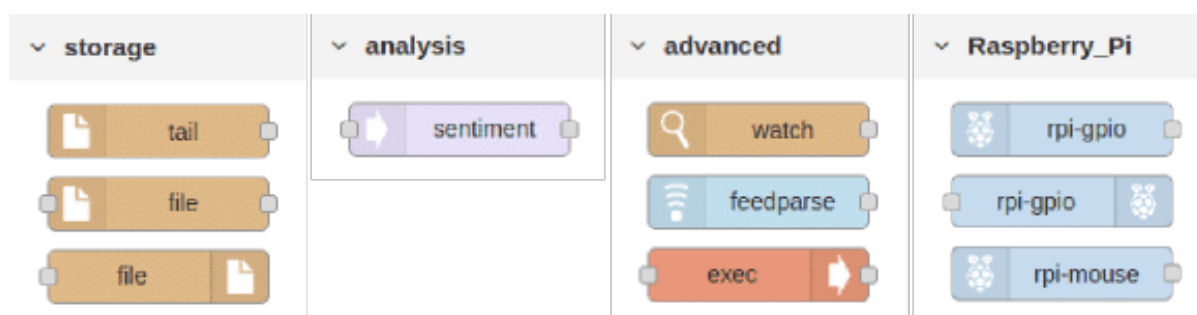 storage
tail
file
file
analysis
sentiment
advanced
watch
feedparse
exec
Raspberry_Pi
rpi-gpio
rpi-gpio
rpi-mouse